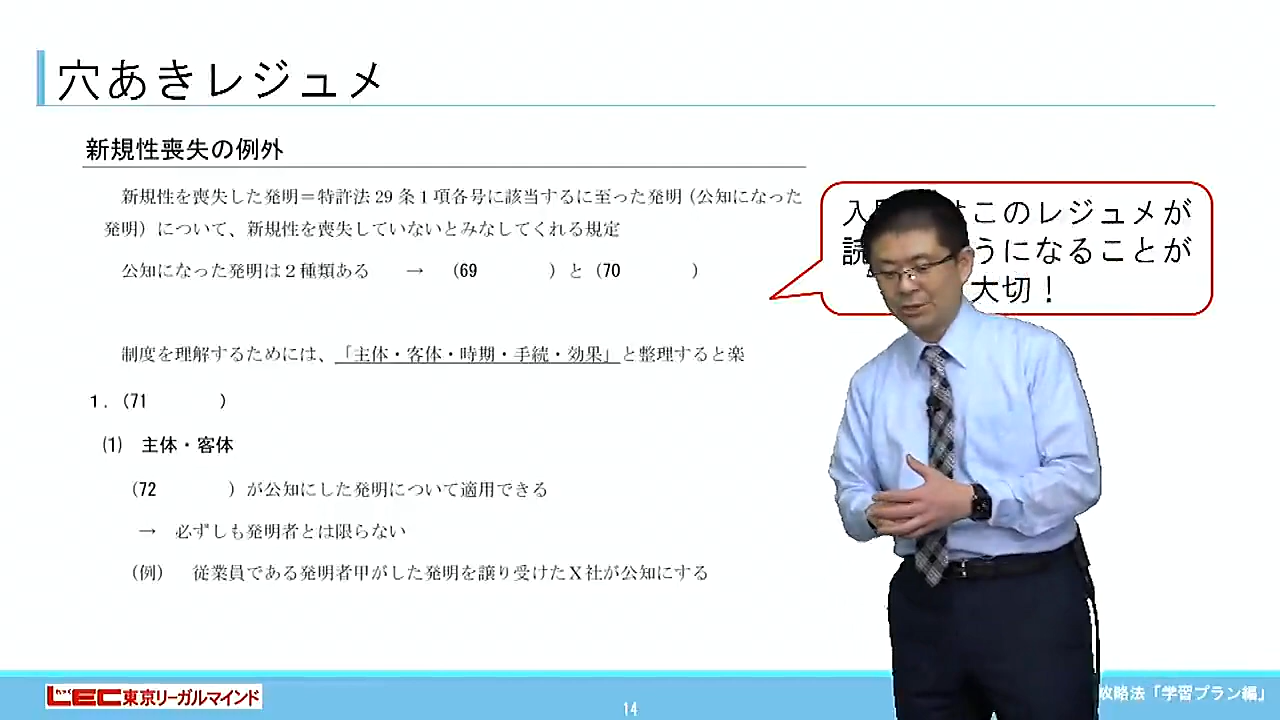 穴あきレジュメ
新規性喪失の例外
新規性を喪失した発明＝特許法 29 条１項各号に該当するに至った発明（公知になった
発明）について、新規性を喪失していないとみなしてくれる規定
公知になった発明は２種類ある → （69 ）と（70 ）
制度を理解するためには、「主体・客体・時期・手続・効果」と整理すると楽
１．（71 ）
⑴ 主体・客体
（72 ）が公知にした発明について適用できる
→ 必ずしも発明者とは限らない
（例） 従業員である発明者甲がした発明を譲り受けたＸ社が公知にする
入 はこのレジュメが
読 うになることが
大切！
LEC東京リーガルマインド
14
攻略法「学習プラン編」